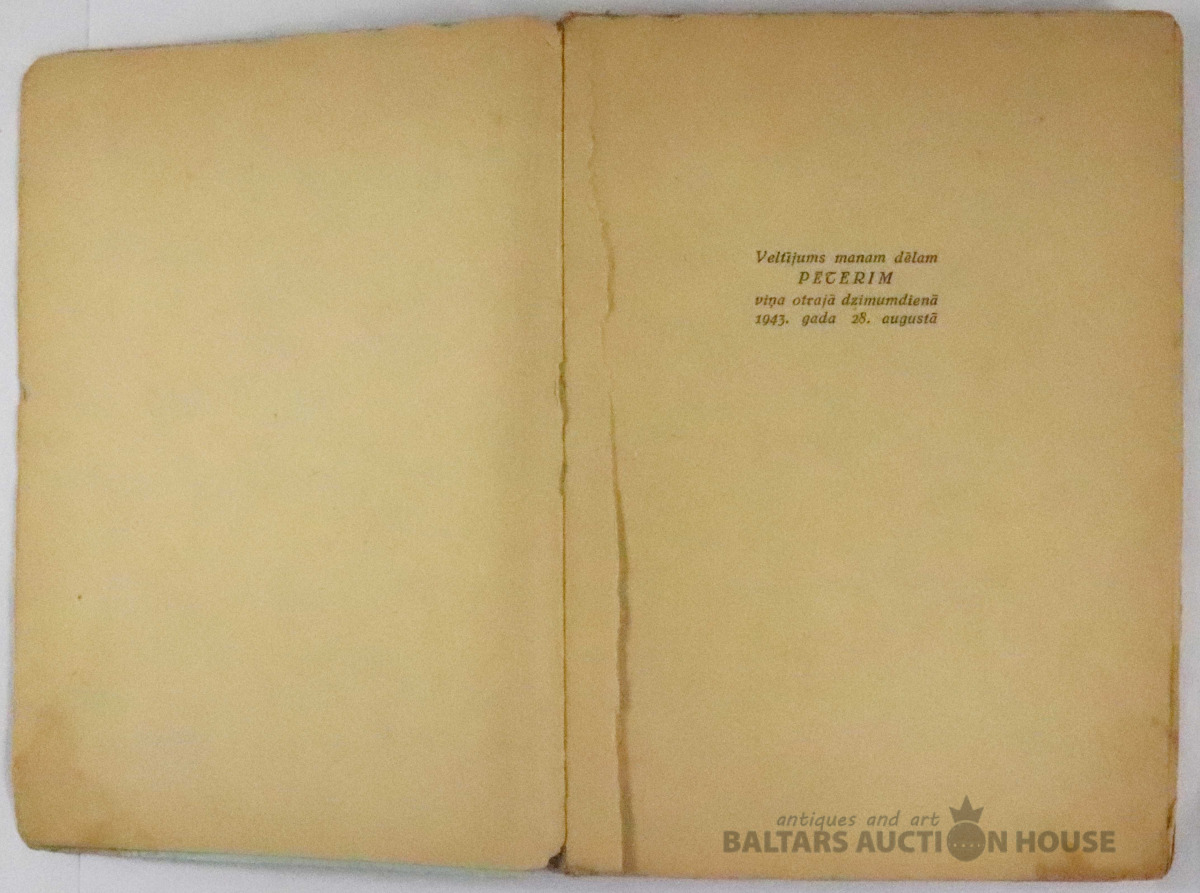 Veltījums manam dēlam
PĒTERIM
viņa otrajā dzimumdienā
1943. gada 28. augustā
antiques and art
BALTARS AUCTION HOUSE